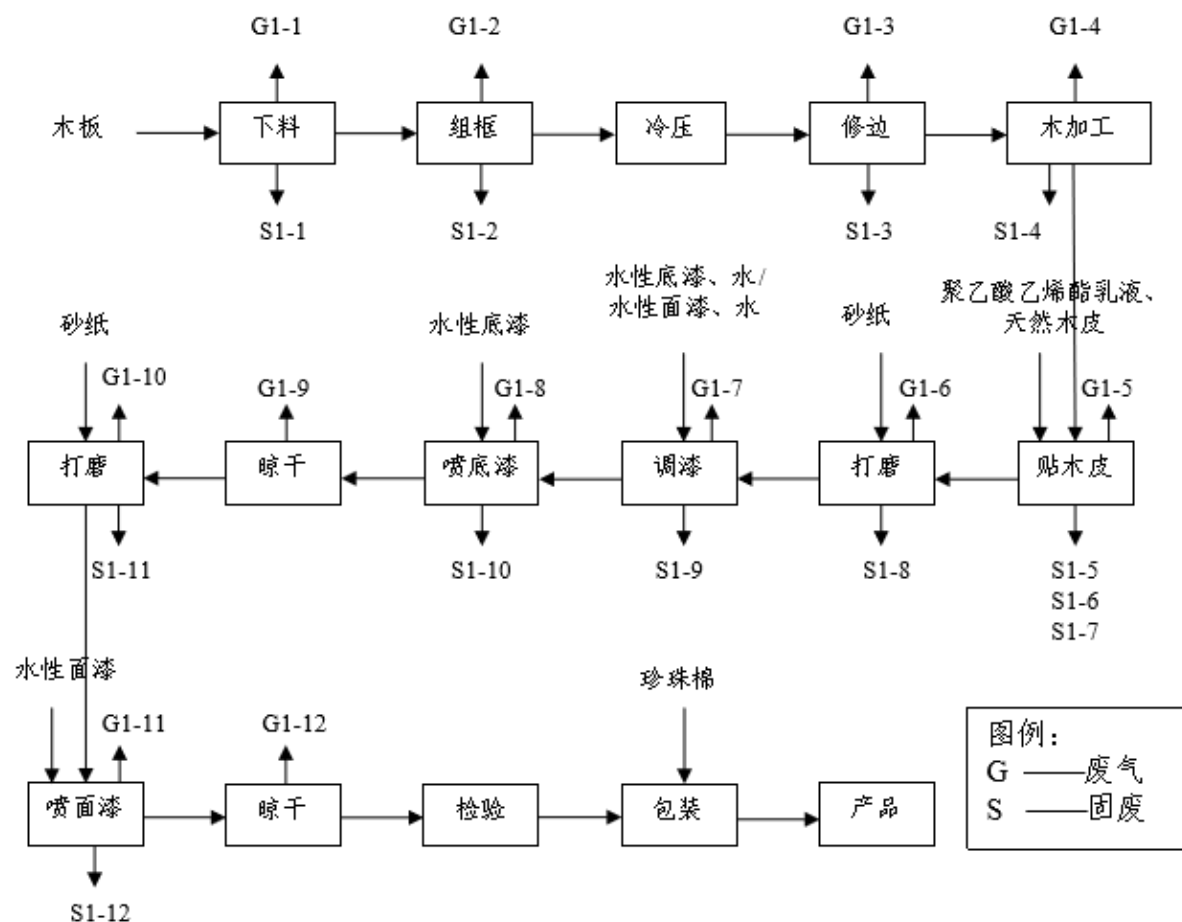 G1-1
G1-2
G1-3
G1-4
木板
下料
组框
冷压
修边
木加工
S1-1
S1-2
S1-3
S1-4
水性底漆、水/
水性面漆、水
聚乙酸乙烯酯乳液、
天然木皮
砂纸
水性底漆
砂纸
G1-10
G1-9
G1-8
G1-7
G1-6
G1-5
打磨
晾干
喷底漆
调漆
打磨
贴木皮
S1-11
S1-10
S1-9
S1-8
S1-5
S1-6
S1-7
水性面漆
珍珠棉
G1-11
G1-12
喷面漆
晾干
检验
包装
产品
S1-12
图例：
G ——废气
S ——固废